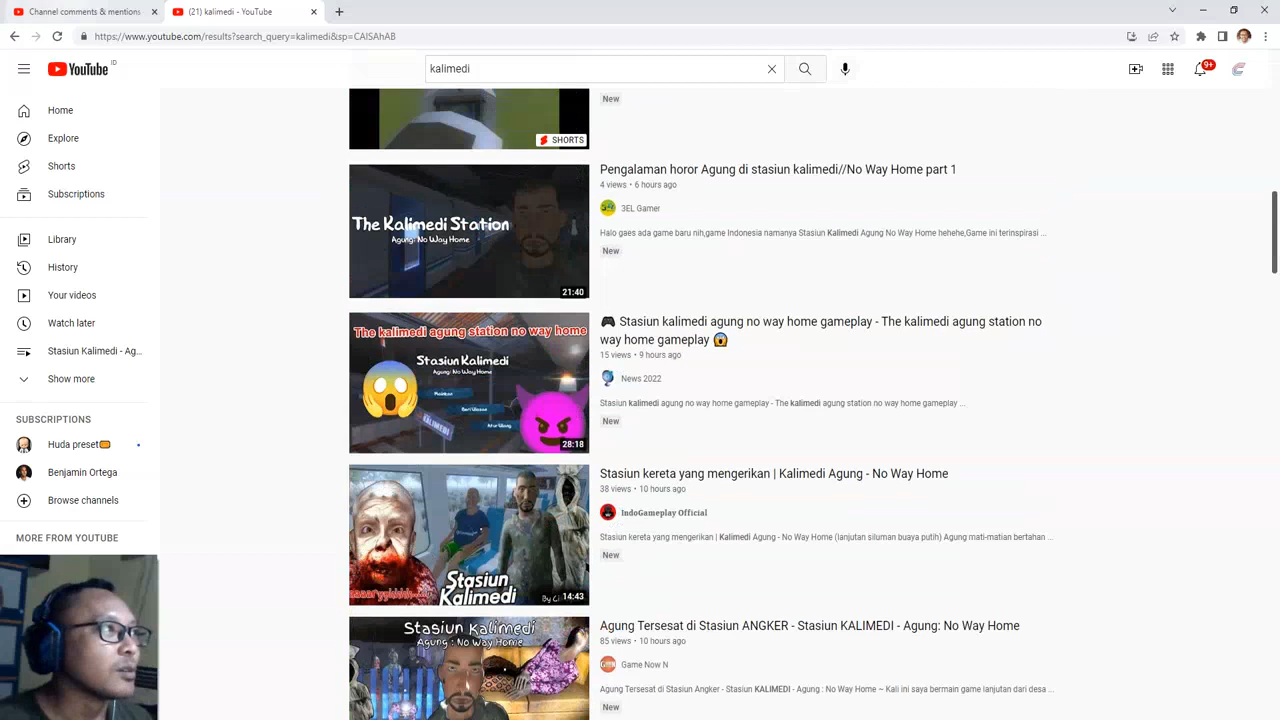 Channel comments & mentions
(21) kalimedi - YouTube
https://www.youtube.com/results?search_query=kalimedi&sp=CAISAhAB
YouTube ID
kalimedi
9+
Home
Explore
Shorts
Subscriptions
Library
History
Your videos
Watch later
Stasiun Kalimedi - Ag...
Show more
SUBSCRIPTIONS
Huda preset
Benjamin Ortega
Browse channels
MORE FROM YOUTUBE
SHORTS
New
The Kalimedi Station
Agung: No Way Home
21:40
Pengalaman horor Agung di stasiun kalimedi//No Way Home part 1
4 views • 6 hours ago
3EL Gamer
Halo gaes ada game baru nih,game Indonesia namanya Stasiun Kalimedi Agung No Way Home hehehe,Game ini terinspirasi ...
New
The kalimedi agung station no way home
Stasiun Kalimedi
Agung: No Way Home
KALIMEDI
28:18
🎮 Stasiun kalimedi agung no way home gameplay - The kalimedi agung station no
way home gameplay 😱
15 views • 9 hours ago
News 2022
Stasiun kalimedi agung no way home gameplay - The kalimedi agung station no way home gameplay ...
New
Stasiun
Kalimedi
14:43
Stasiun kereta yang mengerikan | Kalimedi Agung - No Way Home
38 views • 10 hours ago
IndoGameplay Official
Stasiun kereta yang mengerikan | Kalimedi Agung - No Way Home (lanjutan siluman buaya putih) Agung mati-matian bertahan ...
New
Stasiun Kalimedi
Agung : No Way Home
Agung Tersesat di Stasiun ANGKER - Stasiun KALIMEDI - Agung: No Way Home
85 views • 10 hours ago
Game Now N
Agung Tersesat di Stasiun Angker - Stasiun KALIMEDI - Agung : No Way Home ~ Kali ini saya bermain game lanjutan dari desa ...
New